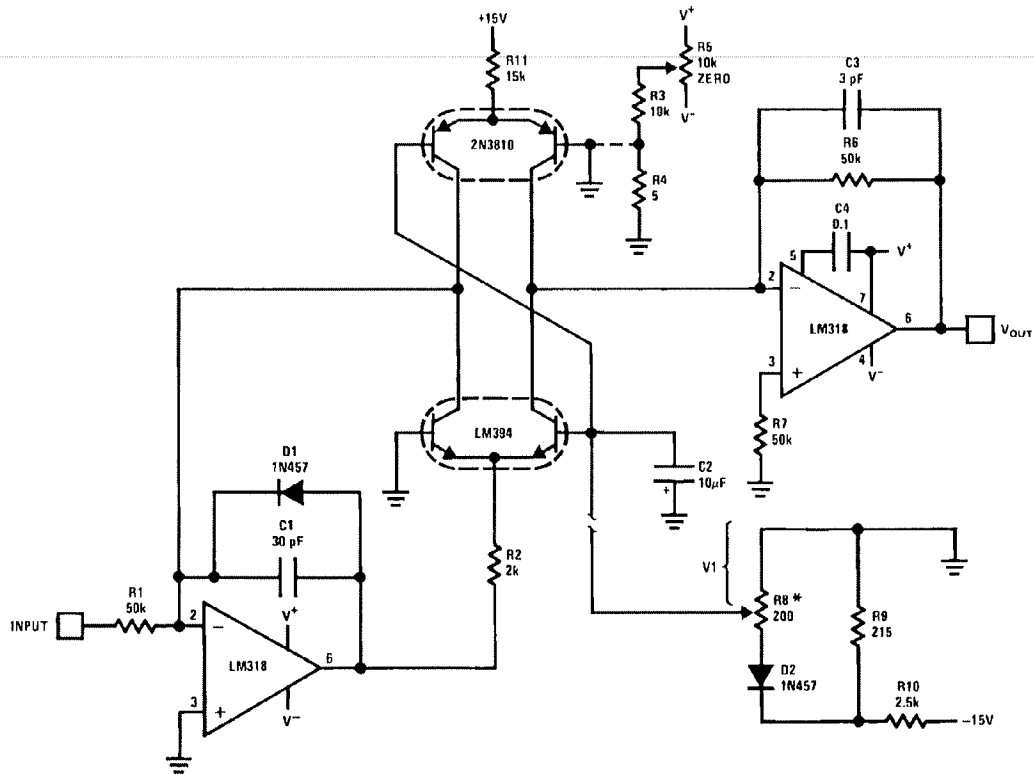 +15V
R11
15k
V+
R5
10k
ZERO
V-
R3
10k
R4
5
2N3810
C3
3 pF
R6
50k
C4
0.1
V+
5
2
7
6
LM318
VOUT
3
4
V-
R7
50k
LM394
C2
10μF
+
D1
1N457
C1
30 pF
R2
2k
V1
R8*
200
R9
215
D2
1N457
R10
2.5k
-15V
INPUT
R1
50k
2
V+
6
LM318
3
V-